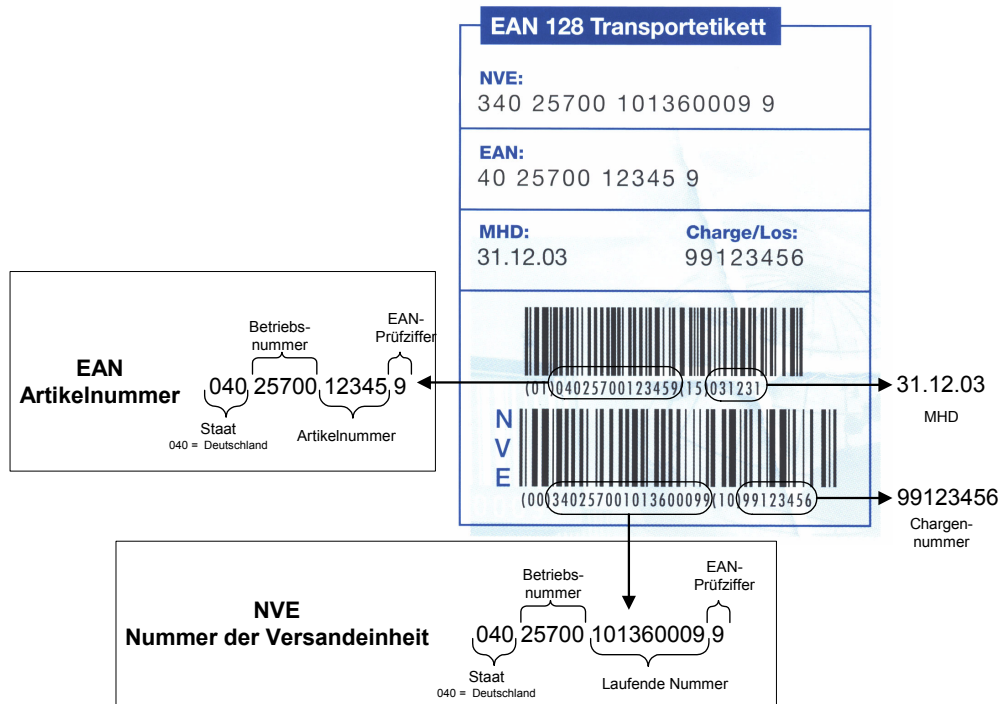 EAN 128 Transportetikett
NVE:
340 25700 101360009 9
EAN:
40 25700 12345 9
MHD:
31.12.03
Charge/Los:
99123456
(01)04025700123459(15)031231
NVE
(00)340257001013600099(10)99123456
EAN
Artikelnummer
Betriebs-
nummer
EAN-
Prüfziffer
040 25700 12345 9
Staat
040 = Deutschland
Artikelnummer
31.12.03
MHD
99123456
Chargen-
nummer
NVE
Nummer der Versandeinheit
Betriebs-
nummer
EAN-
Prüfziffer
040 25700 101360009 9
Staat
040 = Deutschland
Laufende Nummer